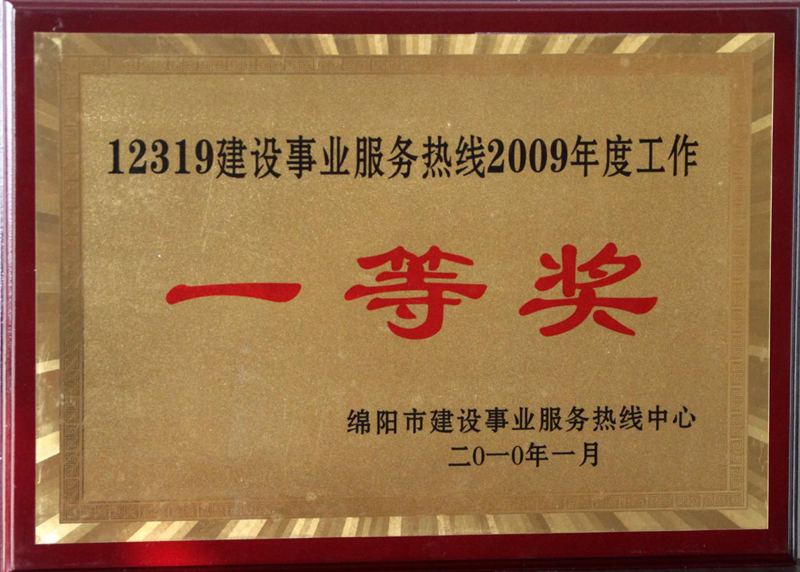 12319建设事业服务热线2009年度工作
一等奖
绵阳市建设事业服务热线中心
二0一0年一月